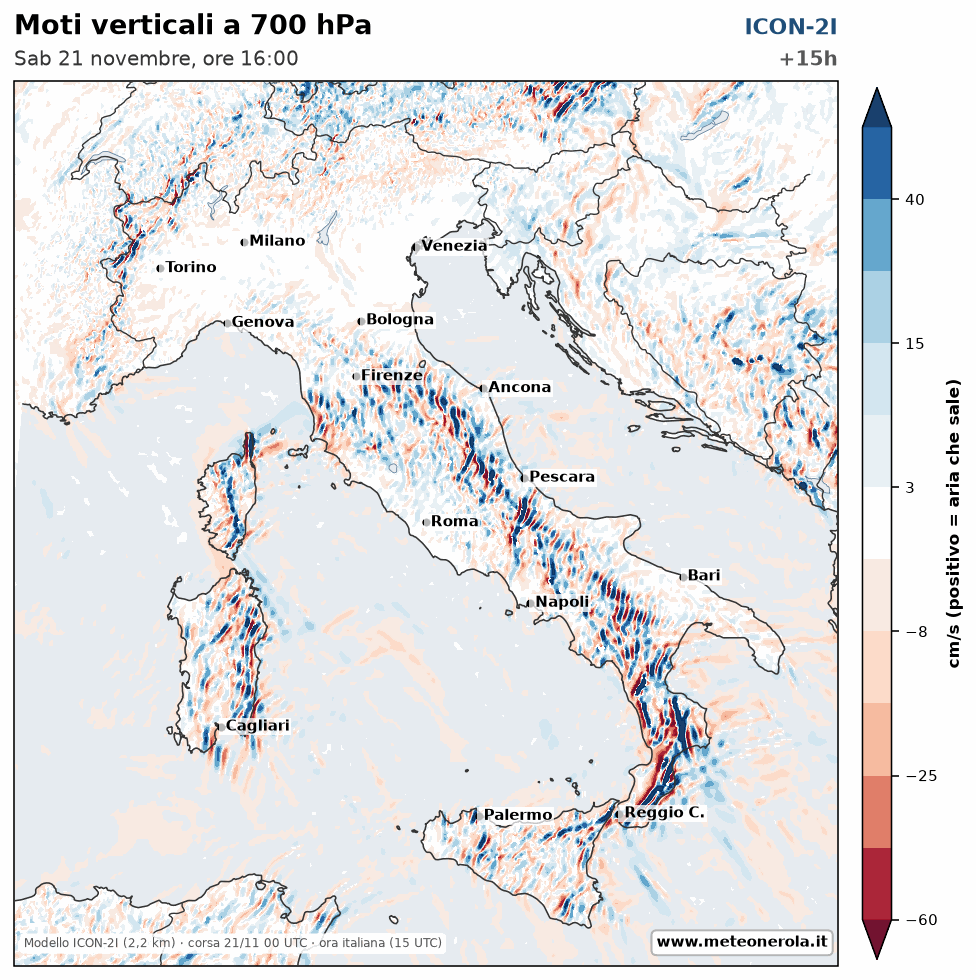 Moti verticali a 700 hPa
ICON-2I
Sab 21 novembre, ore 16:00
+15h
Milano
Venezia
Torino
Genova
Bologna
Firenze
Ancona
Pescara
Roma
Bari
Napoli
Cagliari
Palermo
Reggio C.
40
15
3
−8
−25
−60
cm/s (positivo = aria che sale)
Modello ICON-2I (2,2 km) · corsa 21/11 00 UTC · ora italiana (15 UTC)
www.meteonerola.it